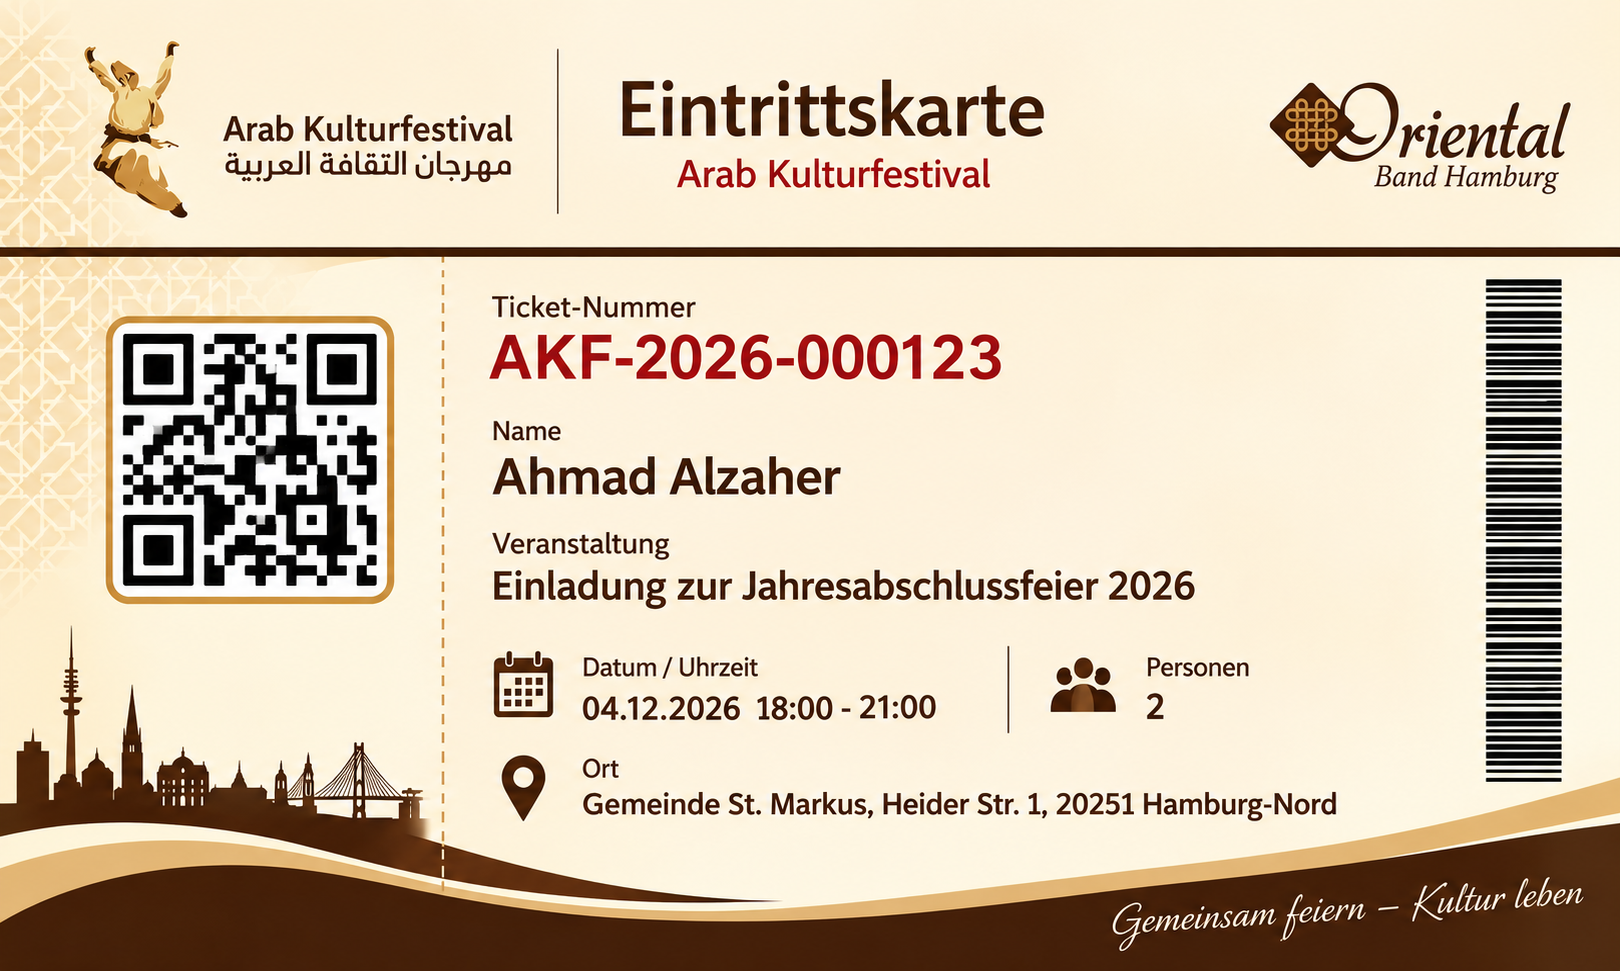 Arab Kulturfestival
مهرجان الثقافة العربية
Eintrittskarte
Arab Kulturfestival
Oriental
Band Hamburg
Ticket-Nummer
AKF-2026-000123
Name
Ahmad Alzaher
Veranstaltung
Einladung zur Jahresabschlussfeier 2026
Datum / Uhrzeit
04.12.2026 18:00 - 21:00
Personen
2
Ort
Gemeinde St. Markus, Heider Str. 1, 20251 Hamburg-Nord
Gemeinsam feiern – Kultur leben